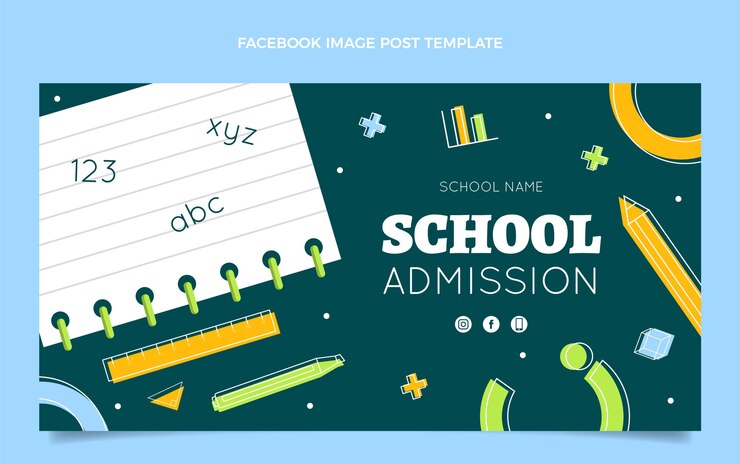 FACEBOOK IMAGE POST TEMPLATE
123
xyz
abc
SCHOOL NAME
SCHOOL
ADMISSION